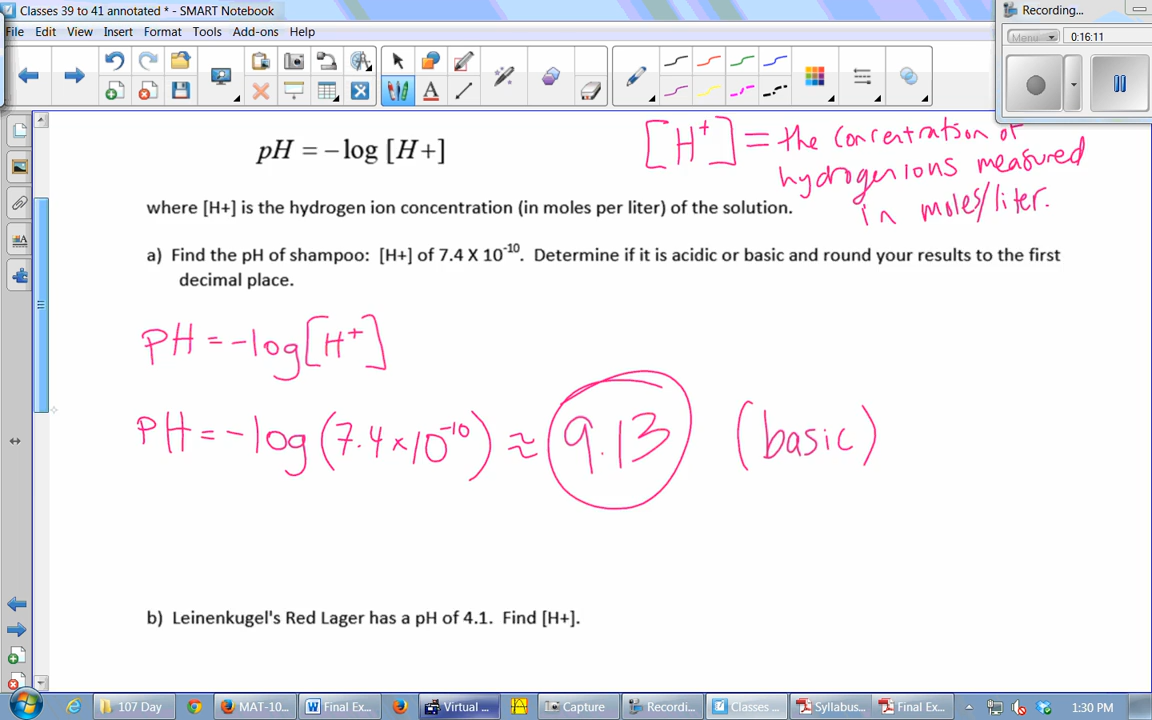 Classes 39 to 41 annotated * - SMART Notebook
Recording...
File Edit View Insert Format Tools Add-ons Help
Menu
0:16:11
pH = − log [H+]
[H+] = the concentration of
hydrogen ions measured
in moles/liter.
where [H+] is the hydrogen ion concentration (in moles per liter) of the solution.
a) Find the pH of shampoo: [H+] of 7.4 X 10-10. Determine if it is acidic or basic and round your results to the first
decimal place.
PH = -log[H+]
PH = -log(7.4 × 10-10) ≈ 9.13 (basic)
b) Leinenkugel's Red Lager has a pH of 4.1. Find [H+].
107 Day
MAT-10...
Final Ex...
Virtual ...
Capture
Recordi...
Classes ...
Syllabus...
Final Ex...
1:30 PM